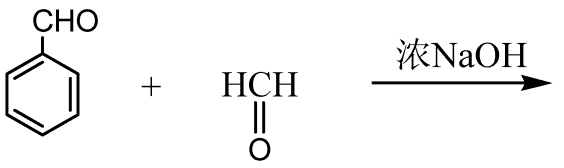 CHO
+ HCH 浓NaOH
O